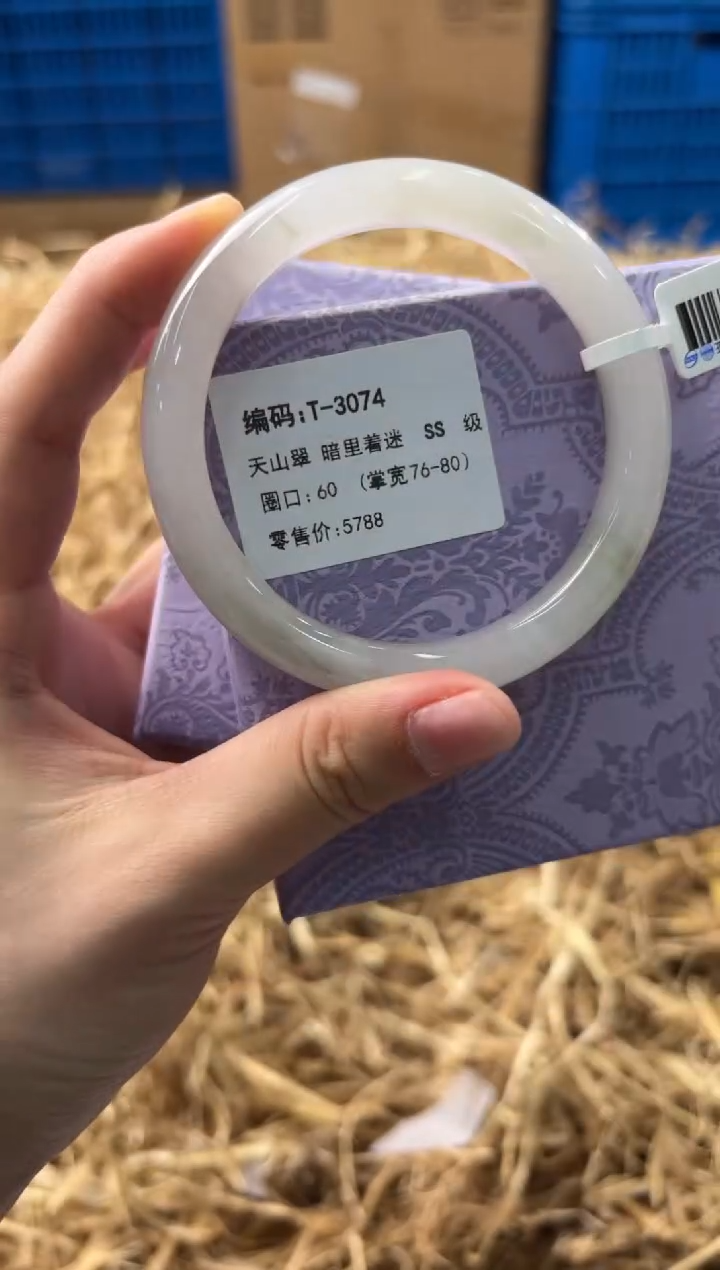 编码:T-3074
天山翠 暗里着迷 SS 级
圈口:60 (掌宽76-80)
零售价:5788